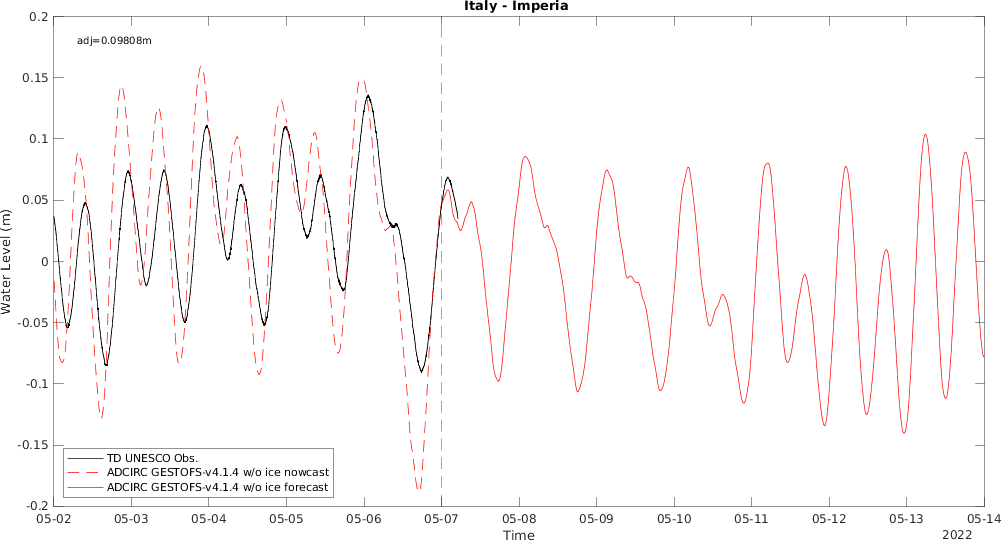 Italy - Imperia
adj=0.09808m
0.2
0.15
0.1
0.05
0
-0.05
-0.1
-0.15
-0.2
Water Level (m)
TD UNESCO Obs.
ADCIRC GESTOFS-v4.1.4 w/o ice nowcast
ADCIRC GESTOFS-v4.1.4 w/o ice forecast
05-02 05-03 05-04 05-05 05-06 05-07 05-08 05-09 05-10 05-11 05-12 05-13 05-14
Time
2022